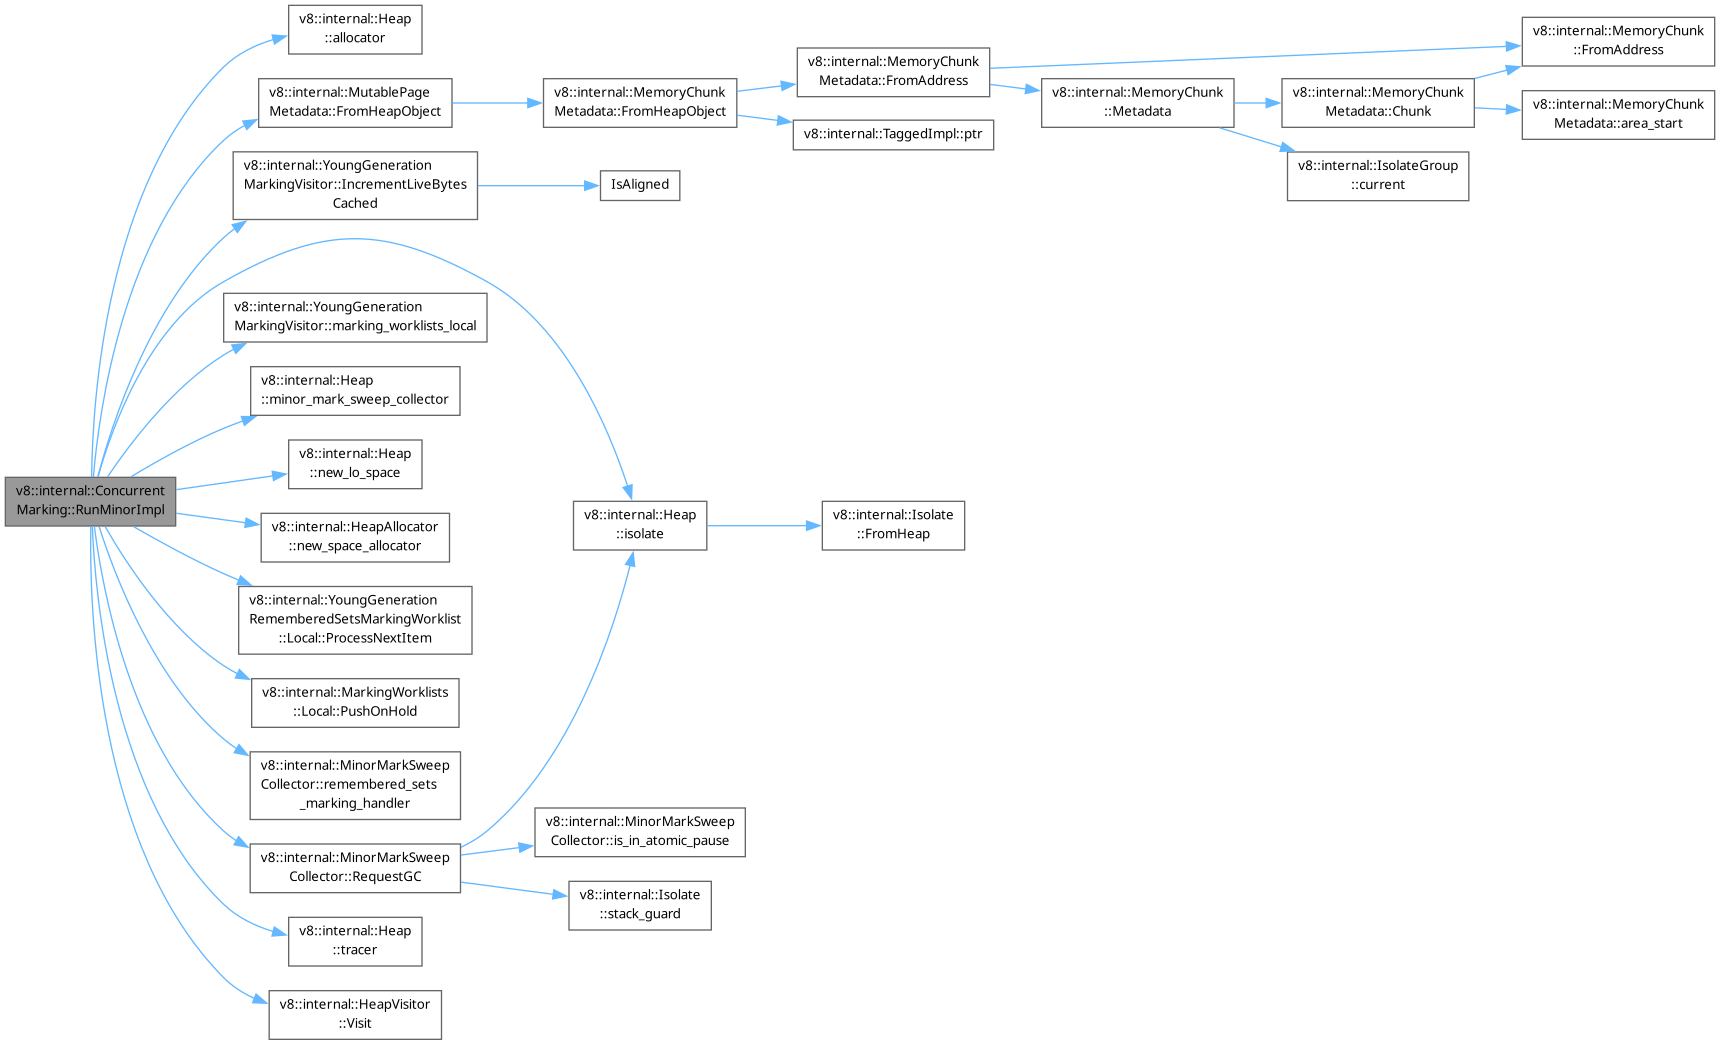 v8::internal::Heap
::allocator
v8::internal::MutablePage
Metadata::FromHeapObject
v8::internal::MemoryChunk
Metadata::FromHeapObject
v8::internal::MemoryChunk
Metadata::FromAddress
v8::internal::MemoryChunk
::FromAddress
v8::internal::MemoryChunk
::Metadata
v8::internal::MemoryChunk
Metadata::Chunk
v8::internal::MemoryChunk
Metadata::area_start
v8::internal::TaggedImpl::ptr
v8::internal::IsolateGroup
::current
v8::internal::YoungGeneration
MarkingVisitor::IncrementLiveBytes
Cached
IsAligned
v8::internal::YoungGeneration
MarkingVisitor::marking_worklists_local
v8::internal::Heap
::minor_mark_sweep_collector
v8::internal::Heap
::new_lo_space
v8::internal::Concurrent
Marking::RunMinorImpl
v8::internal::HeapAllocator
::new_space_allocator
v8::internal::Heap
::isolate
v8::internal::Isolate
::FromHeap
v8::internal::YoungGeneration
RememberedSetsMarkingWorklist
::Local::ProcessNextItem
v8::internal::MarkingWorklists
::Local::PushOnHold
v8::internal::MinorMarkSweep
Collector::remembered_sets
_marking_handler
v8::internal::MinorMarkSweep
Collector::RequestGC
v8::internal::MinorMarkSweep
Collector::is_in_atomic_pause
v8::internal::Isolate
::stack_guard
v8::internal::Heap
::tracer
v8::internal::HeapVisitor
::Visit